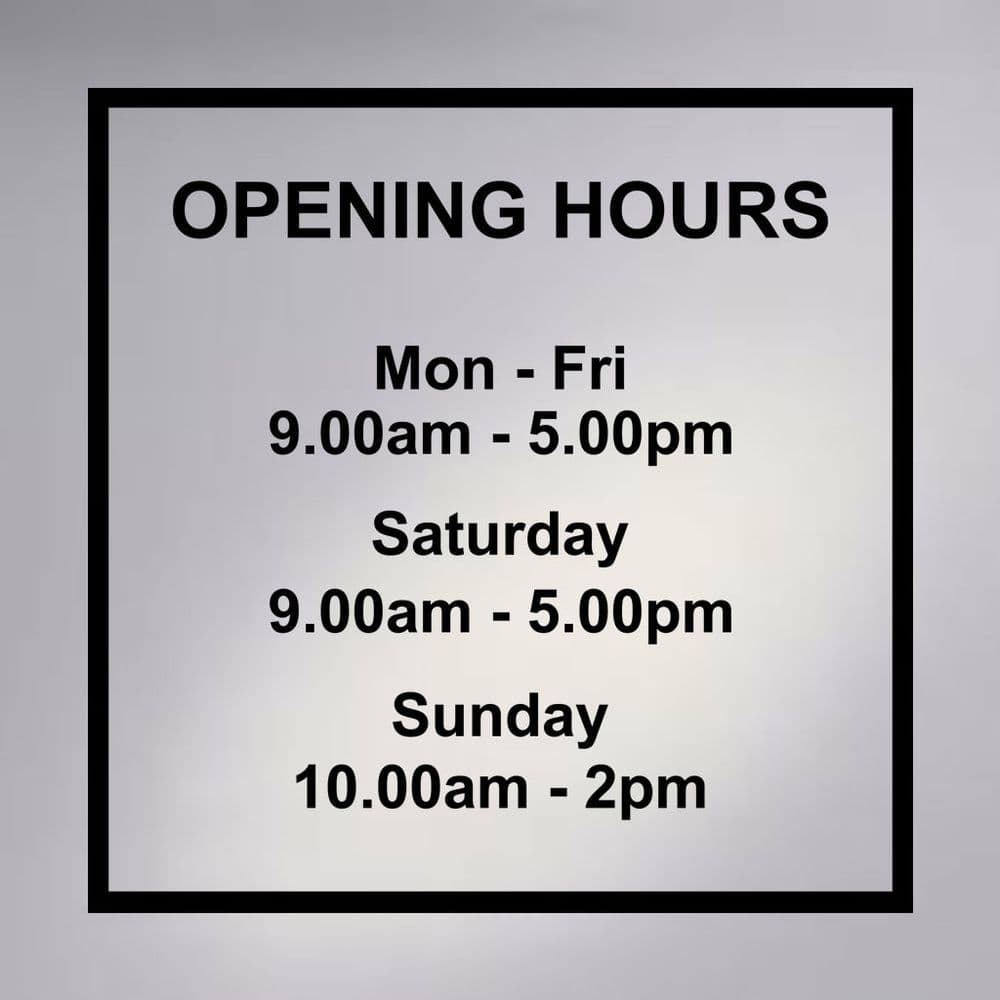 OPENING HOURS
Mon - Fri
9.00am - 5.00pm
Saturday
9.00am - 5.00pm
Sunday
10.00am - 2pm